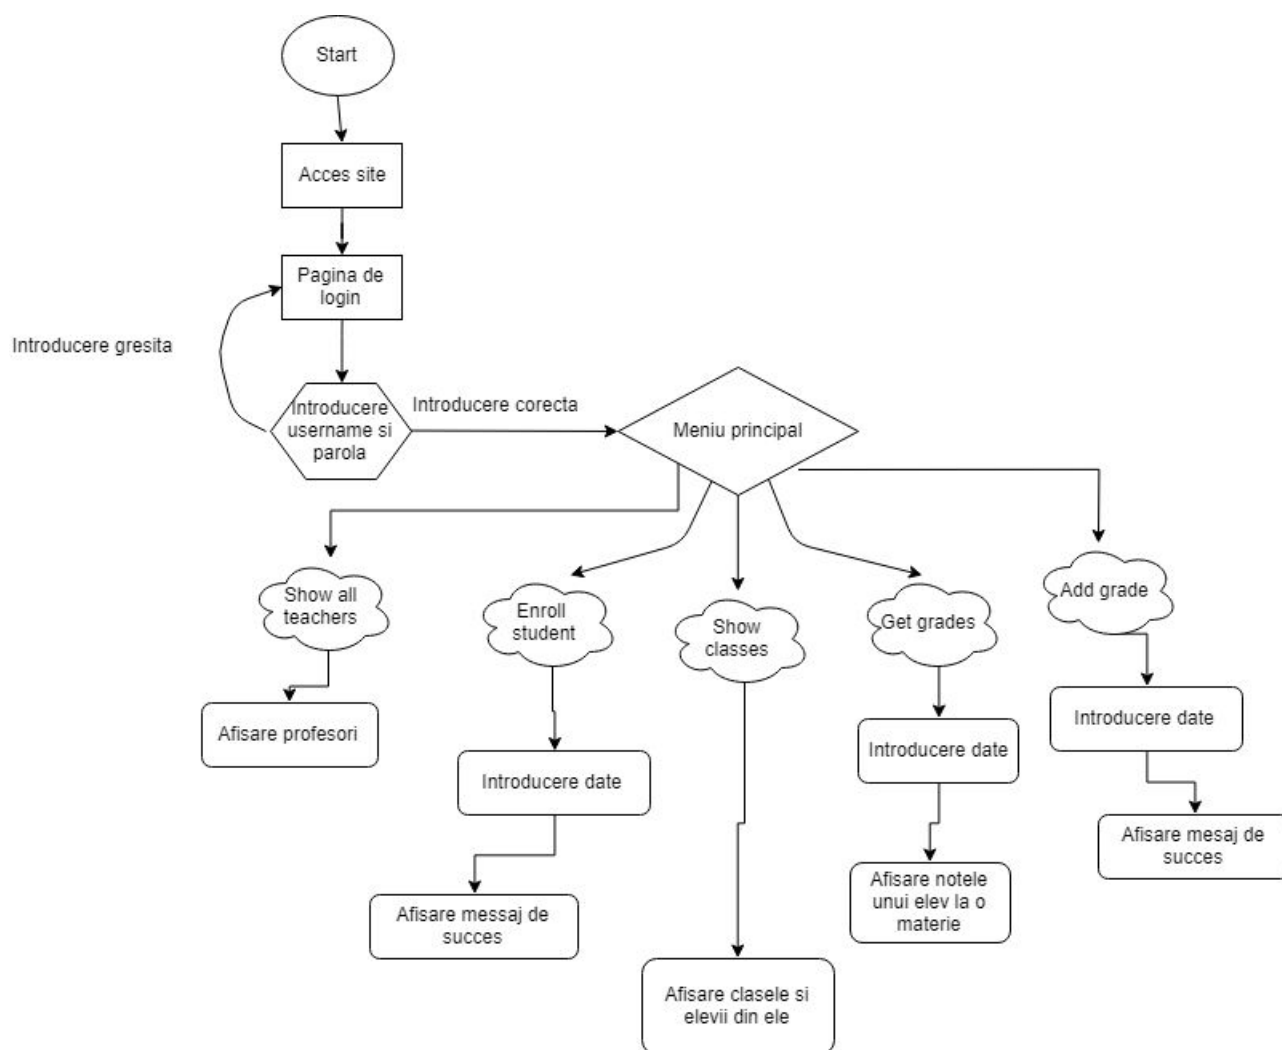 Start
Acces site
Pagina de
login
Introducere gresita
Introducere
username si
parola
Introducere corecta
Meniu principal
Show all
teachers
Enroll
student
Show
classes
Get grades
Add grade
Afisare profesori
Introducere date
Introducere date
Introducere date
Afisare messaj de
succes
Afisare clasele si
elevii din ele
Afisare notele
unui elev la o
materie
Afisare mesaj de
succes